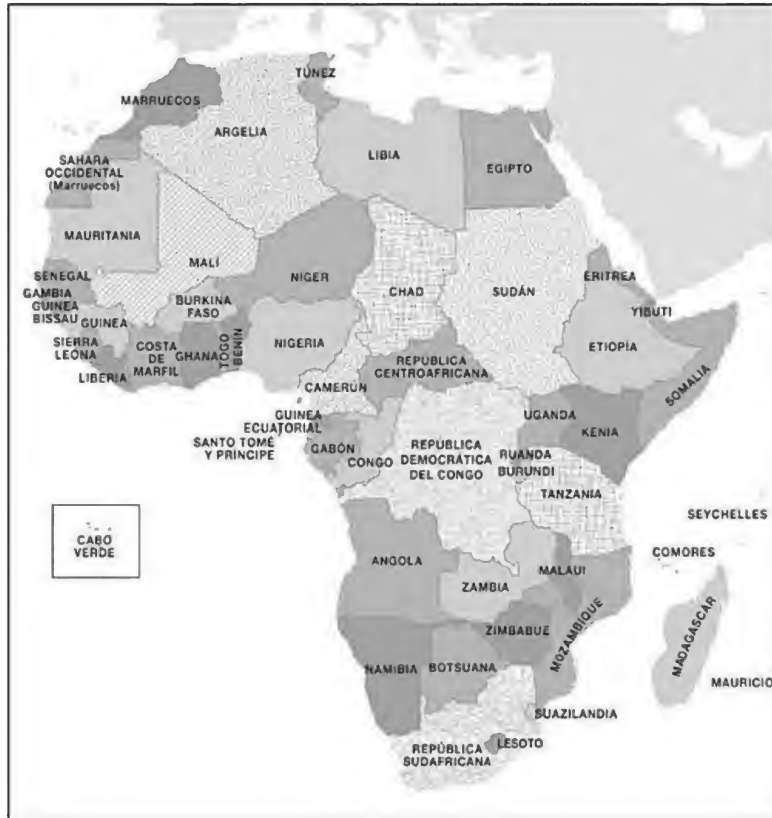 TÚNEZ
MARRUECOS
ARGELIA
LIBIA
EGIPTO
SAHARA
OCCIDENTAL
(Marruecos)
MAURITANIA
MALÍ
NIGER
CHAD
SUDÁN
ERITREA
YIBUTI
SENEGAL
GAMBIA
GUINEA
BISSAU
GUINEA
BURKINA
FASO
SIERRA
LEONA
LIBERIA
COSTA
DE
MARFIL
GHANA
TOGO
BENIN
NIGERIA
ETIOPÍA
SOMALIA
CAMERÚN
REPÚBLICA
CENTROAFRICANA
GUINEA
ECUATORIAL
SANTO TOMÉ
Y PRÍNCIPE
GABÓN
CONGO
REPÚBLICA
DEMOCRÁTICA
DEL CONGO
UGANDA
KENIA
RUANDA
BURUNDI
TANZANIA
SEYCHELLES
COMORES
CABO
VERDE
ANGOLA
ZAMBIA
MALAUI
MOZAMBIQUE
ZIMBABUE
MADAGASCAR
MAURICIO
NAMIBIA
BOTSUANA
SUAZILANDIA
LESOTO
REPÚBLICA
SUDAFRICANA